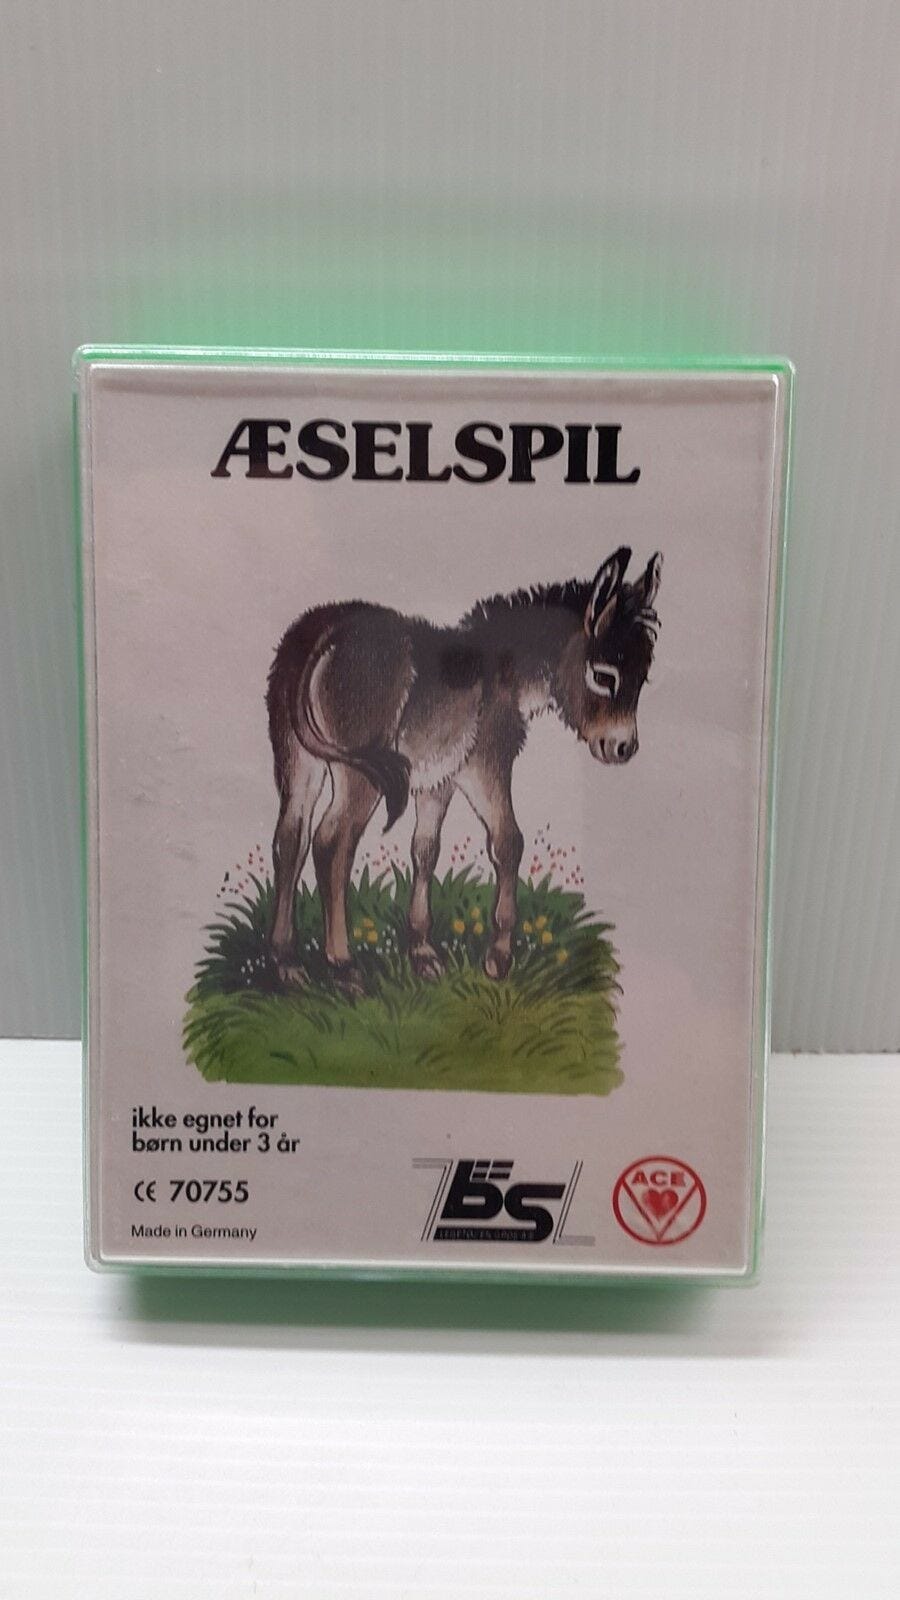 ÆSELSPIL
ikke egnet for
børn under 3 år
CE 70755
Made in Germany
BS
ACE